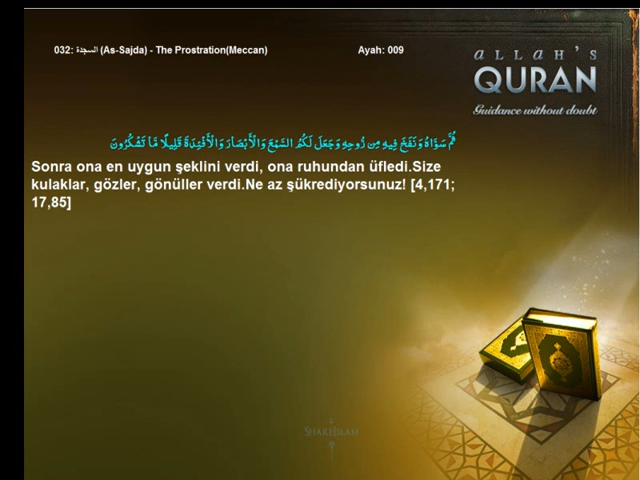 032: السجدة (As-Sajda) - The Prostration(Meccan) Ayah: 009
ALLAH'S
QURAN
Guidance without doubt
ثُمَّ سَوَّاهُ وَنَفَخَ فِيهِ مِن رُّوحِهِ وَجَعَلَ لَكُمُ السَّمْعَ وَالْأَبْصَارَ وَالْأَفْئِدَةَ قَلِيلًا مَّا تَشْكُرُونَ
Sonra ona en uygun şeklini verdi, ona ruhundan üfledi.Size
kulaklar, gözler, gönüller verdi.Ne az şükrediyorsunuz! [4,171;
17,85]
SHAREISLAM